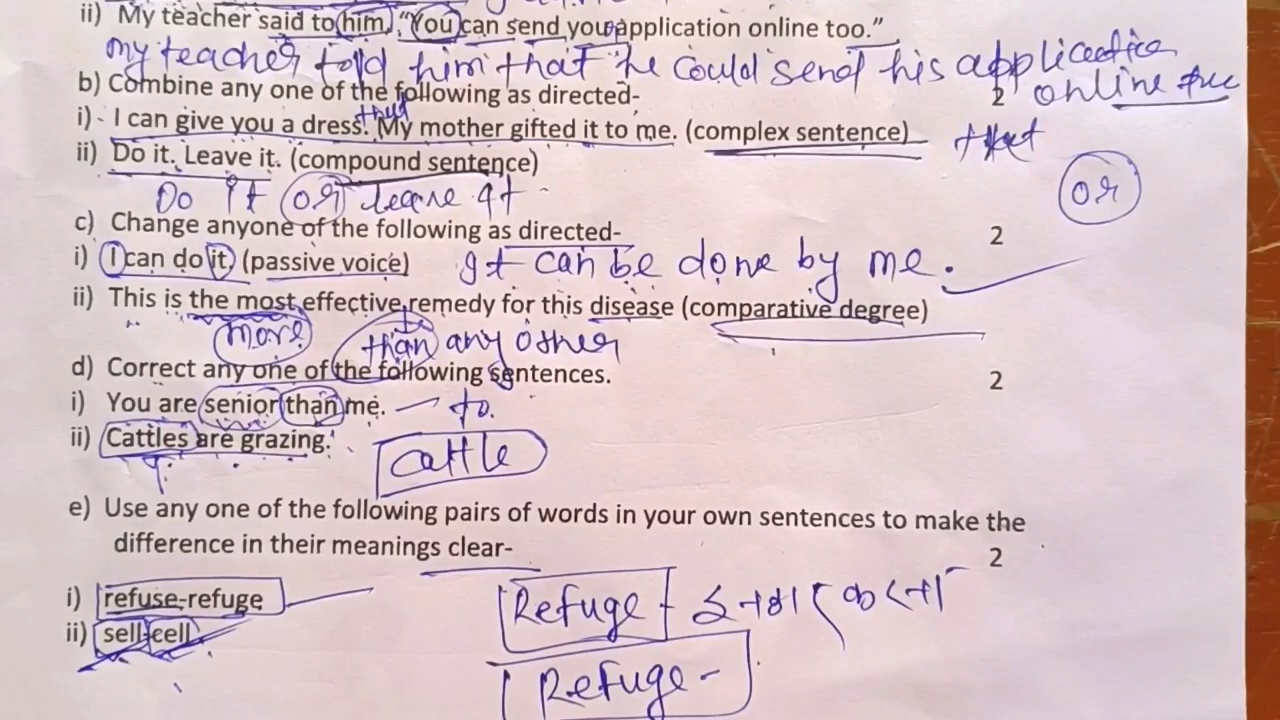 ii) My teacher said to him, "You can send your application online too."
my teacher told him that he could send his application
online too
b) Combine any one of the following as directed- 2
i) I can give you a dress. My mother gifted it to me. (complex sentence) that
ii) Do it. Leave it. (compound sentence)
Do it or leave it
or
c) Change anyone of the following as directed- 2
i) I can do it (passive voice) It can be done by me.
ii) This is the most effective remedy for this disease (comparative degree)
more than any other
d) Correct any one of the following sentences. 2
i) You are senior than me. – to.
ii) Cattles are grazing. Cattle
e) Use any one of the following pairs of words in your own sentences to make the
difference in their meanings clear- 2
i) refuse-refuge Refuge -
ii) sell-cell
Refuge -